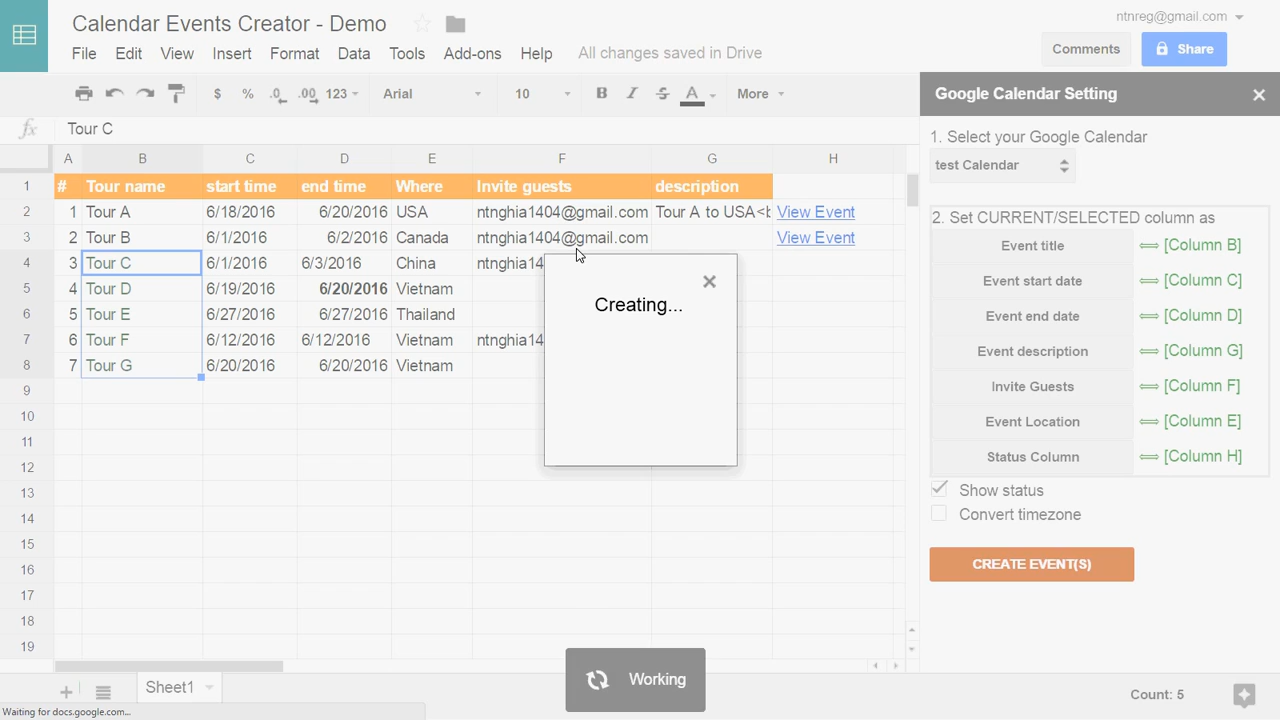 Calendar Events Creator - Demo
ntnreg@gmail.com
File Edit View Insert Format Data Tools Add-ons Help All changes saved in Drive
Comments Share
$ % .0 .00 123 Arial 10 B I S A More
Google Calendar Setting
fx Tour C
1. Select your Google Calendar
test Calendar
A B C D E F G H
1 # Tour name start time end time Where Invite guests description
2 1 Tour A 6/18/2016 6/20/2016 USA ntnghia1404@gmail.com Tour A to USA<b View Event
3 2 Tour B 6/1/2016 6/2/2016 Canada ntnghia1404@gmail.com View Event
4 3 Tour C 6/1/2016 6/3/2016 China ntnghia14
5 4 Tour D 6/19/2016 6/20/2016 Vietnam
6 5 Tour E 6/27/2016 6/27/2016 Thailand
7 6 Tour F 6/12/2016 6/12/2016 Vietnam ntnghia14
8 7 Tour G 6/20/2016 6/20/2016 Vietnam
9
10
11
12
13
14
15
16
17
18
19
Creating...
2. Set CURRENT/SELECTED column as
Event title [Column B]
Event start date [Column C]
Event end date [Column D]
Event description [Column G]
Invite Guests [Column F]
Event Location [Column E]
Status Column [Column H]
Show status
Convert timezone
CREATE EVENT(S)
Working
Sheet1
Count: 5
Waiting for docs.google.com...